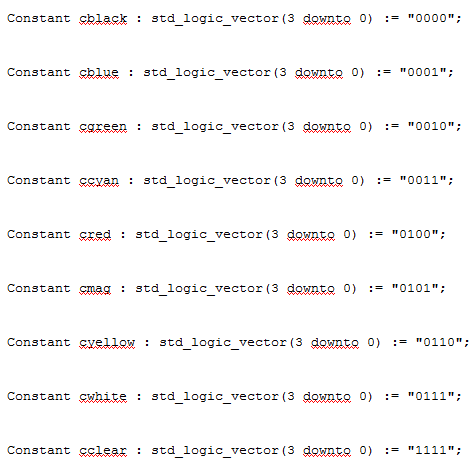 Constant cblack : std_logic_vector(3 downto 0) := "0000";
Constant cblue : std_logic_vector(3 downto 0) := "0001";
Constant cgreen : std_logic_vector(3 downto 0) := "0010";
Constant ccyan : std_logic_vector(3 downto 0) := "0011";
Constant cred : std_logic_vector(3 downto 0) := "0100";
Constant cmag : std_logic_vector(3 downto 0) := "0101";
Constant cyellow : std_logic_vector(3 downto 0) := "0110";
Constant cwhite : std_logic_vector(3 downto 0) := "0111";
Constant cclear : std_logic_vector(3 downto 0) := "1111";